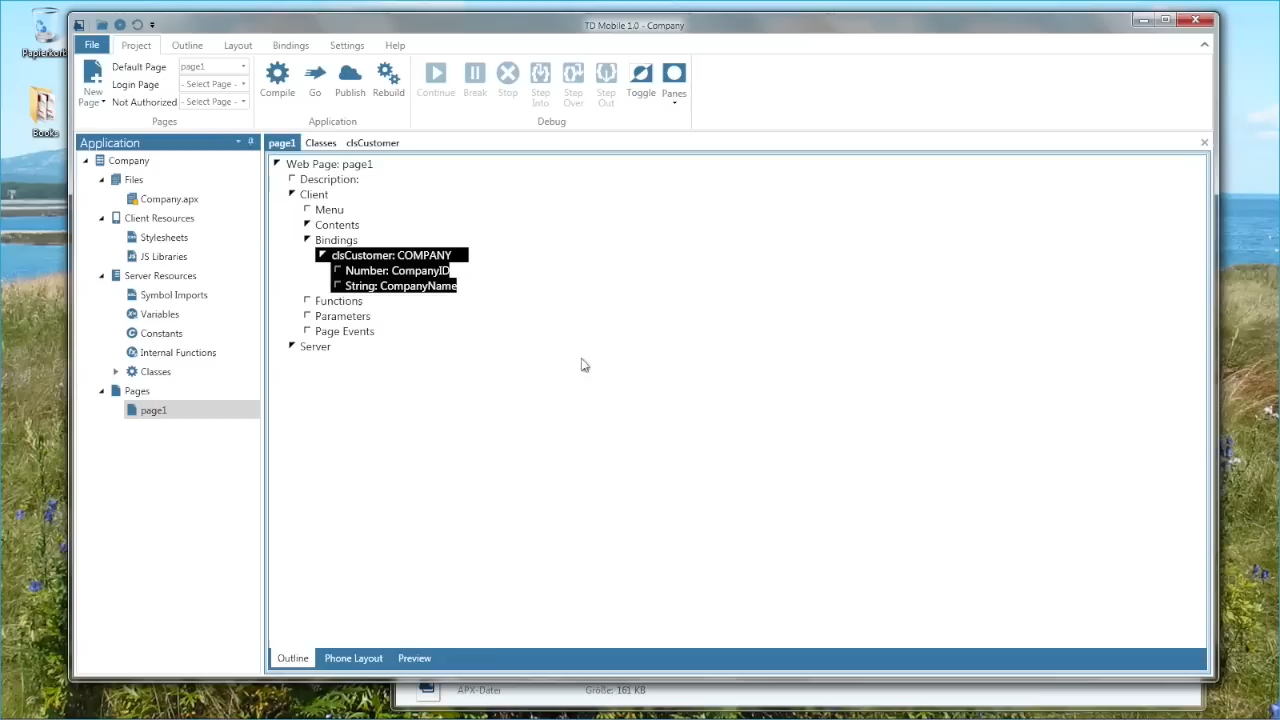 TD Mobile 1.0 - Company
Papierkorb
Books
File Project Outline Layout Bindings Settings Help
New Page
Default Page page1
Login Page - Select Page -
Not Authorized - Select Page -
Pages
Compile Go Publish Rebuild
Application
Continue Break Stop Step Into Step Over Step Out Toggle Panes
Debug
Application
Company
Files
Company.apx
Client Resources
Stylesheets
JS Libraries
Server Resources
Symbol Imports
Variables
Constants
Internal Functions
Classes
Pages
page1
page1 Classes clsCustomer
Web Page: page1
Description:
Client
Menu
Contents
Bindings
clsCustomer: COMPANY
Number: CompanyID
String: CompanyName
Functions
Parameters
Page Events
Server
Outline Phone Layout Preview
APX-Datei Größe: 161 KB